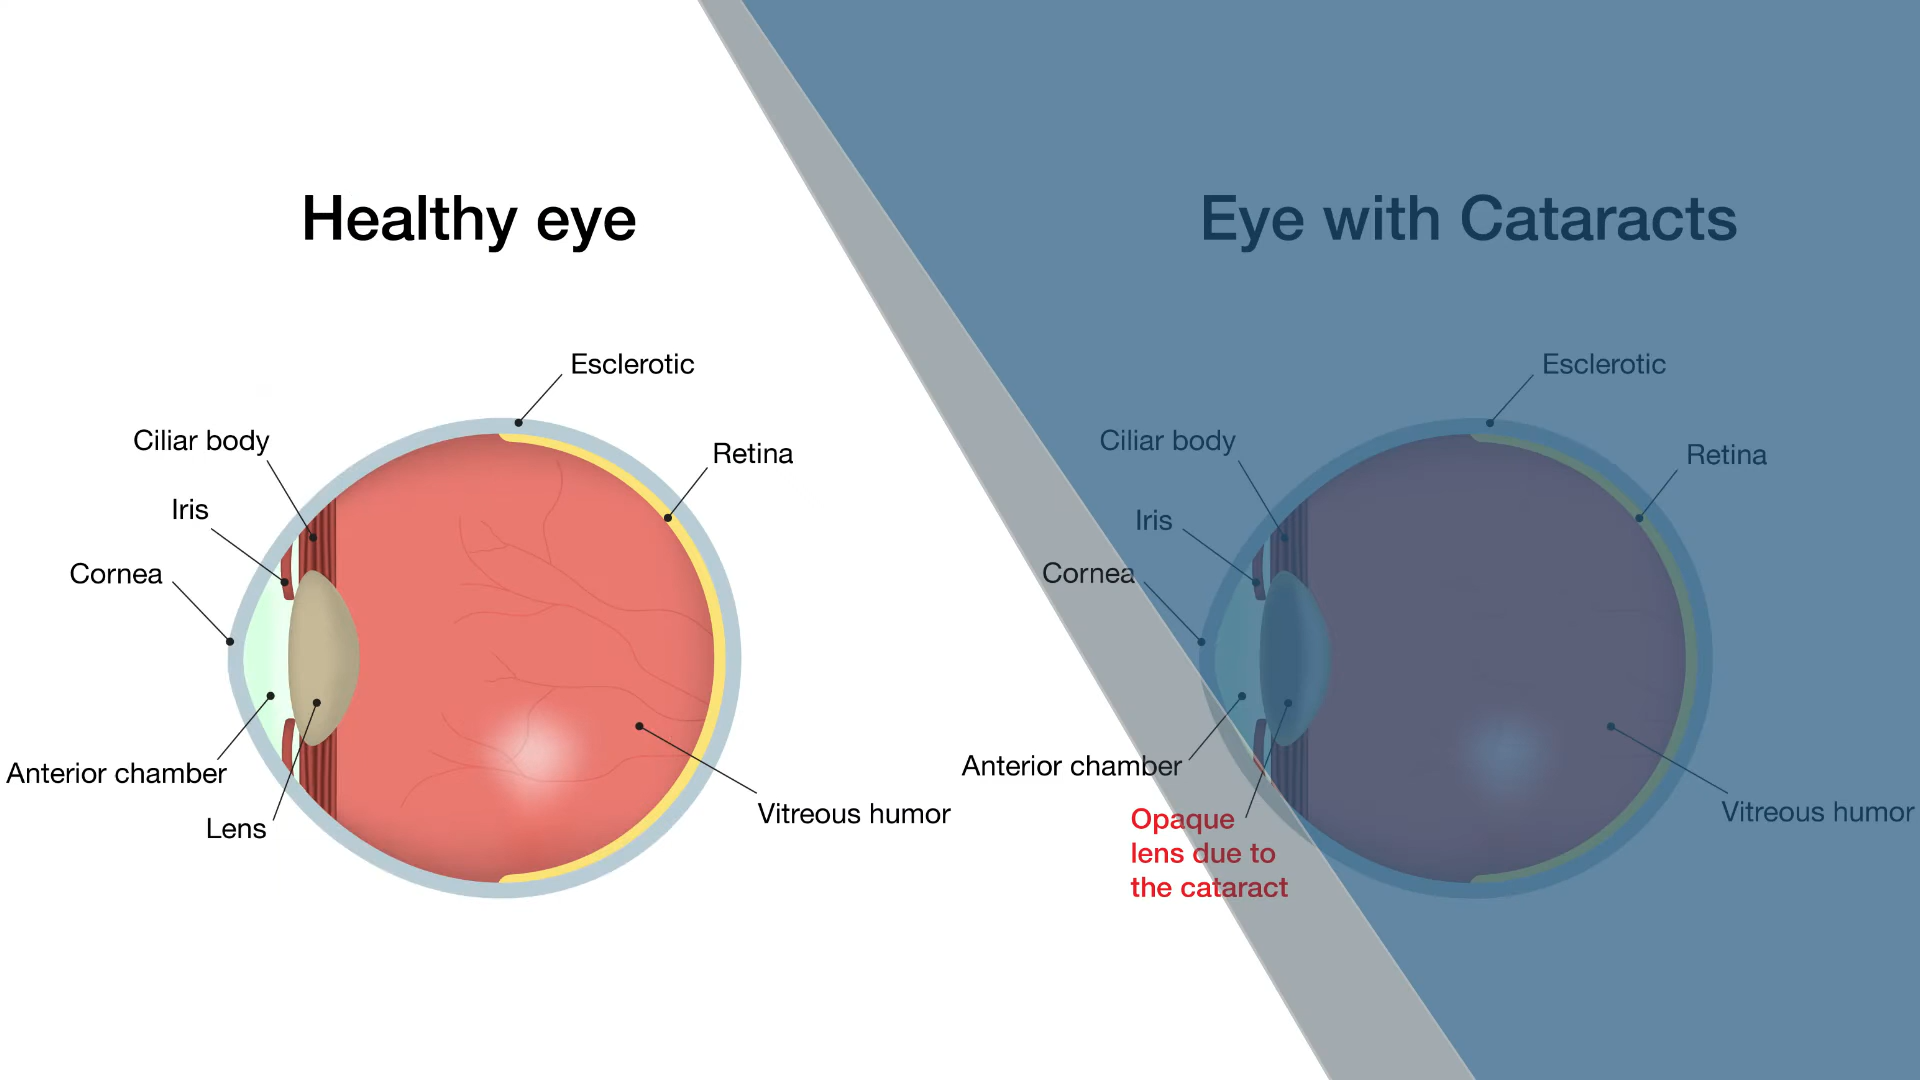 Healthy eye
Esclerotic
Ciliar body
Retina
Iris
Cornea
Anterior chamber
Vitreous humor
Lens
Eye with Cataracts
Esclerotic
Ciliar body
Retina
Iris
Cornea
Anterior chamber
Vitreous humor
Opaque
lens due to
the cataract